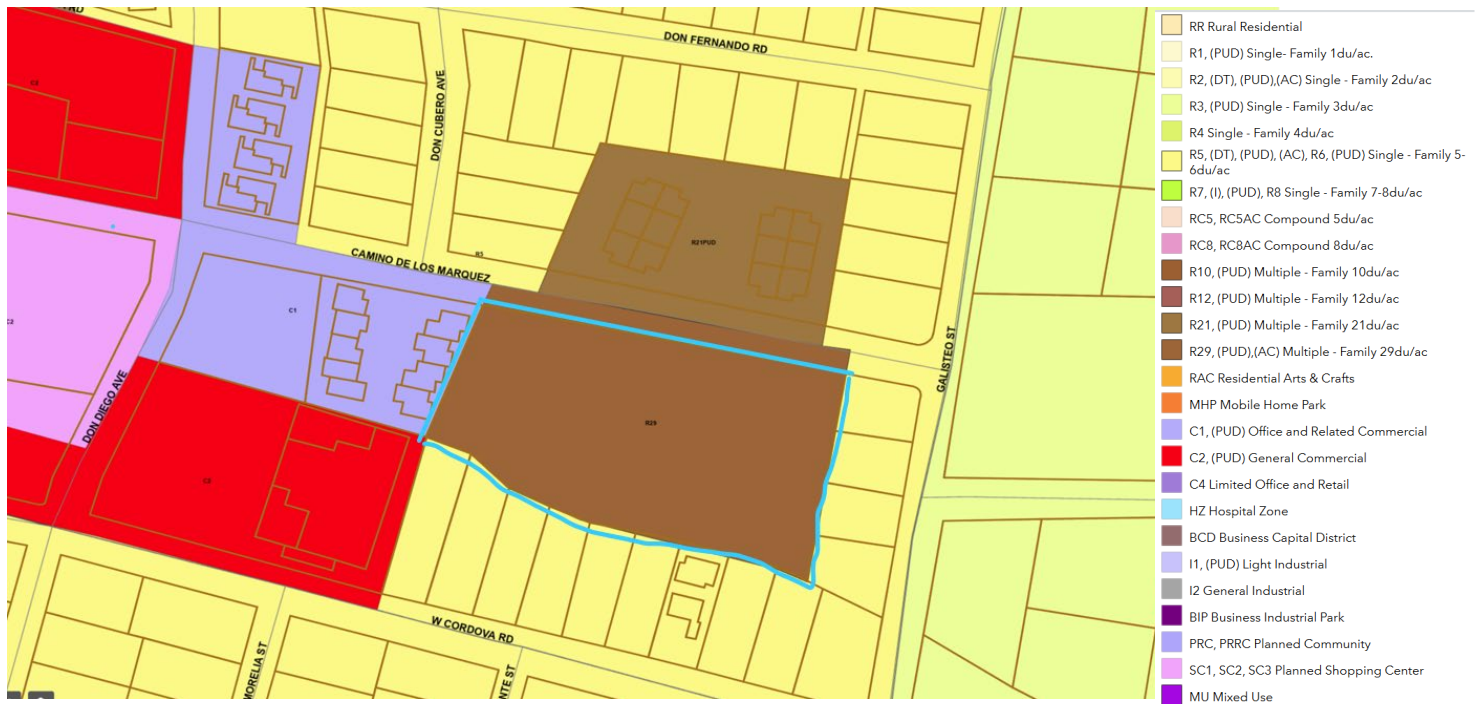 RD
DON FERNANDO RD
C2
DON CUBERO AVE
R21PUD
R5
CAMINO DE LOS MARQUEZ
C1
GALISTEO ST
DON DIEGO AVE
R29
C2
W CORDOVA RD
MORELIA ST
NTE ST
RR Rural Residential
R1, (PUD) Single- Family 1du/ac.
R2, (DT), (PUD),(AC) Single - Family 2du/ac
R3, (PUD) Single - Family 3du/ac
R4 Single - Family 4du/ac
R5, (DT), (PUD), (AC), R6, (PUD) Single - Family 5-
6du/ac
R7, (I), (PUD), R8 Single - Family 7-8du/ac
RC5, RC5AC Compound 5du/ac
RC8, RC8AC Compound 8du/ac
R10, (PUD) Multiple - Family 10du/ac
R12, (PUD) Multiple - Family 12du/ac
R21, (PUD) Multiple - Family 21du/ac
R29, (PUD),(AC) Multiple - Family 29du/ac
RAC Residential Arts & Crafts
MHP Mobile Home Park
C1, (PUD) Office and Related Commercial
C2, (PUD) General Commercial
C4 Limited Office and Retail
HZ Hospital Zone
BCD Business Capital District
I1, (PUD) Light Industrial
I2 General Industrial
BIP Business Industrial Park
PRC, PRRC Planned Community
SC1, SC2, SC3 Planned Shopping Center
MU Mixed Use